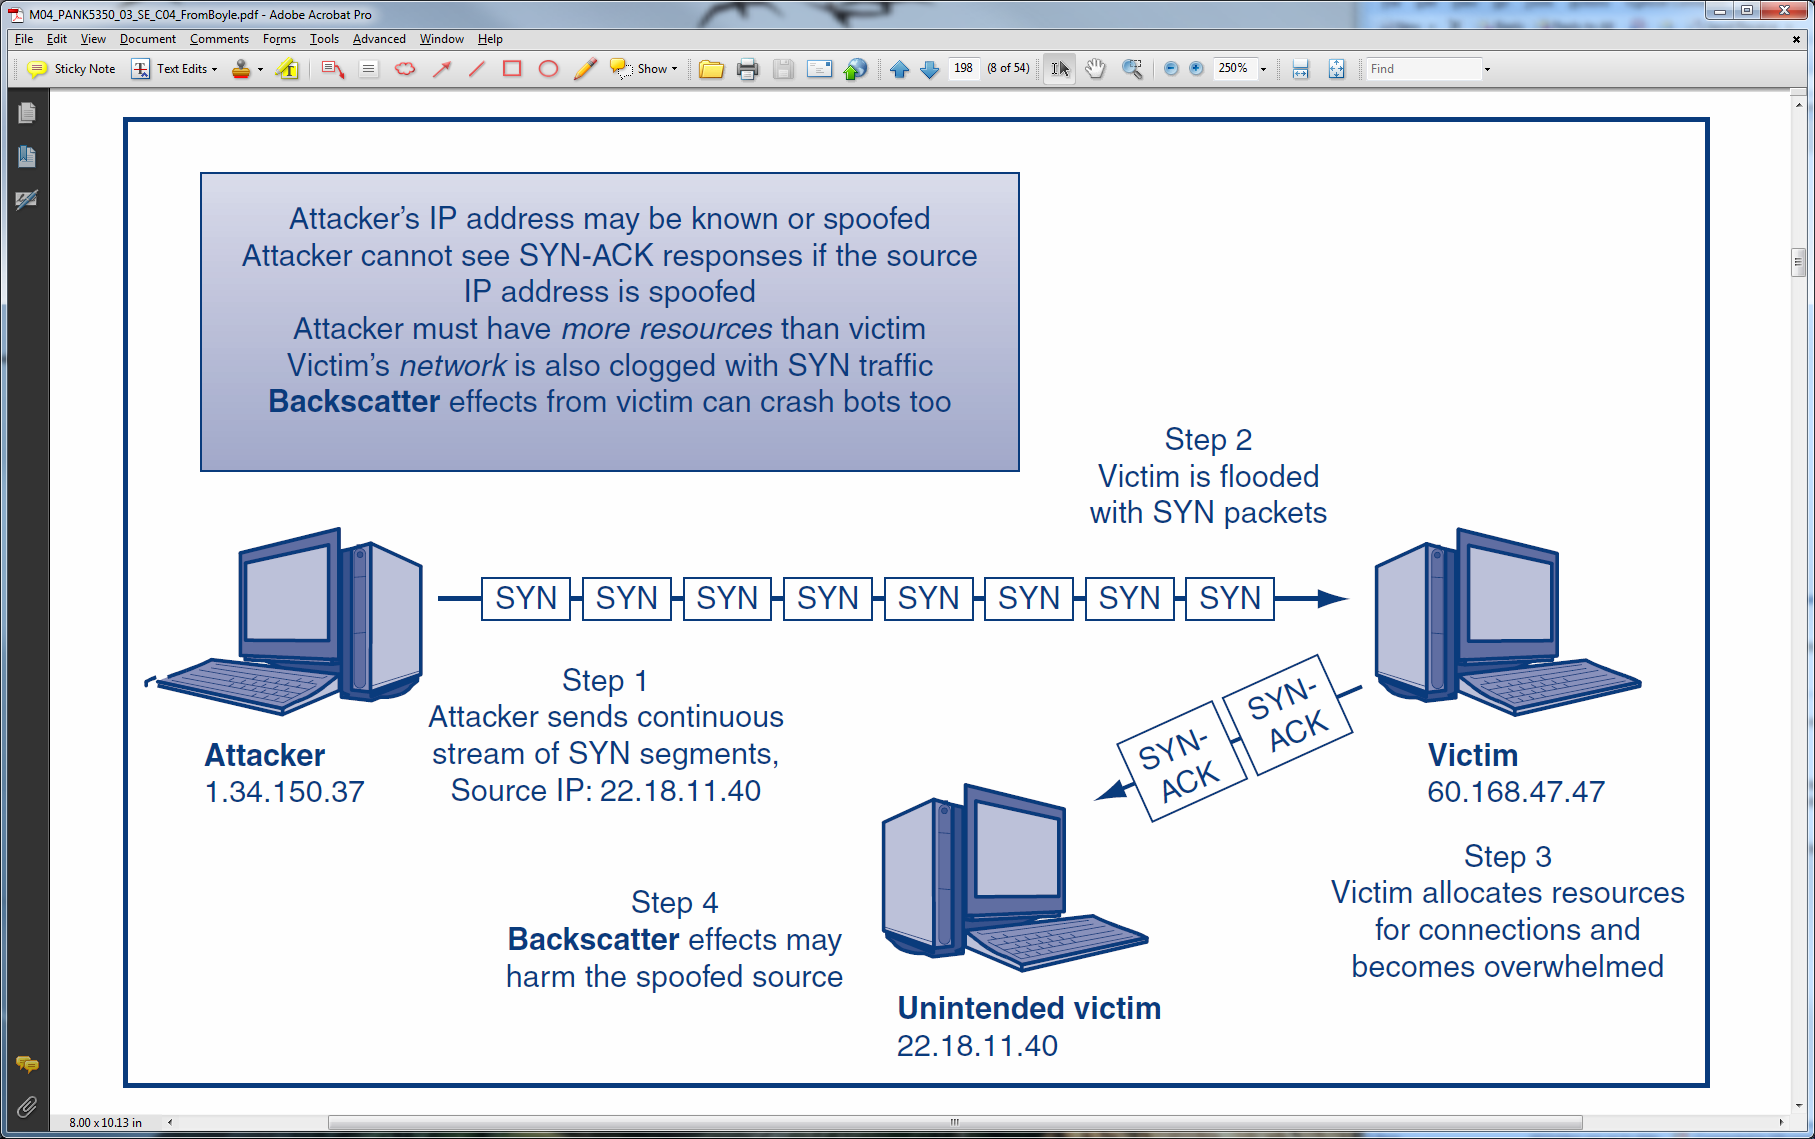 M04_PANK5350_03_SE_C04_FromBoyle.pdf - Adobe Acrobat Pro
File Edit View Document Comments Forms Tools Advanced Window Help
Sticky Note Text Edits Show 198 (8 of 54) 250% Find
Attacker's IP address may be known or spoofed
Attacker cannot see SYN-ACK responses if the source
IP address is spoofed
Attacker must have more resources than victim
Victim's network is also clogged with SYN traffic
Backscatter effects from victim can crash bots too
Step 2
Victim is flooded
with SYN packets
SYN SYN SYN SYN SYN SYN SYN SYN
Step 1
Attacker sends continuous
stream of SYN segments,
Source IP: 22.18.11.40
Attacker
1.34.150.37
SYN-
ACK
SYN-
ACK
Victim
60.168.47.47
Step 3
Victim allocates resources
for connections and
becomes overwhelmed
Step 4
Backscatter effects may
harm the spoofed source
Unintended victim
22.18.11.40
8.00 x 10.13 in